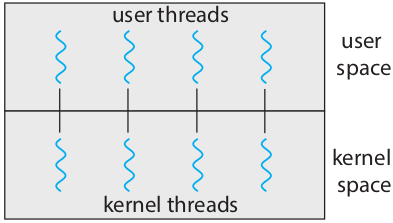 user threads
user
space
kernel
space
kernel threads